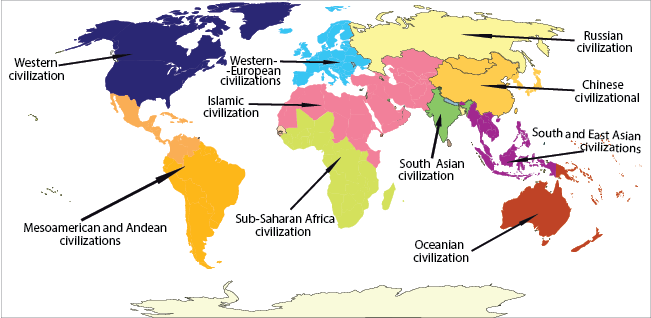 Western
civilization
Western-
-European
civilizations
Russian
civilization
Islamic
civilization
Chinese
civilizational
South Asian
civilization
South and East Asian
civilizations
Mesoamerican and Andean
civilizations
Sub-Saharan Africa
civilization
Oceanian
civilization